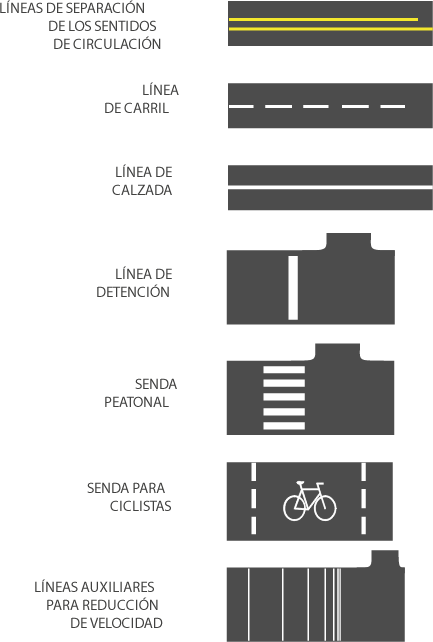 LÍNEAS DE SEPARACIÓN
DE LOS SENTIDOS
DE CIRCULACIÓN
LÍNEA
DE CARRIL
LÍNEA DE
CALZADA
LÍNEA DE
DETENCIÓN
SENDA
PEATONAL
SENDA PARA
CICLISTAS
LÍNEAS AUXILIARES
PARA REDUCCIÓN
DE VELOCIDAD